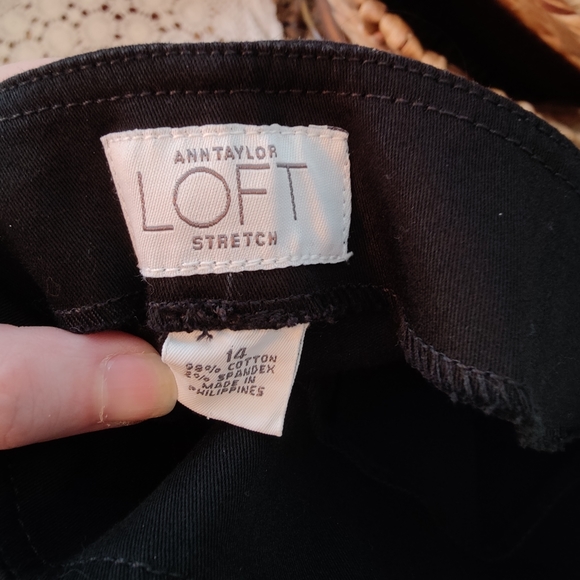 ANNTAYLOR
LOFT
STRETCH
14
98% COTTON
2% SPANDEX
MADE IN
PHILIPPINES